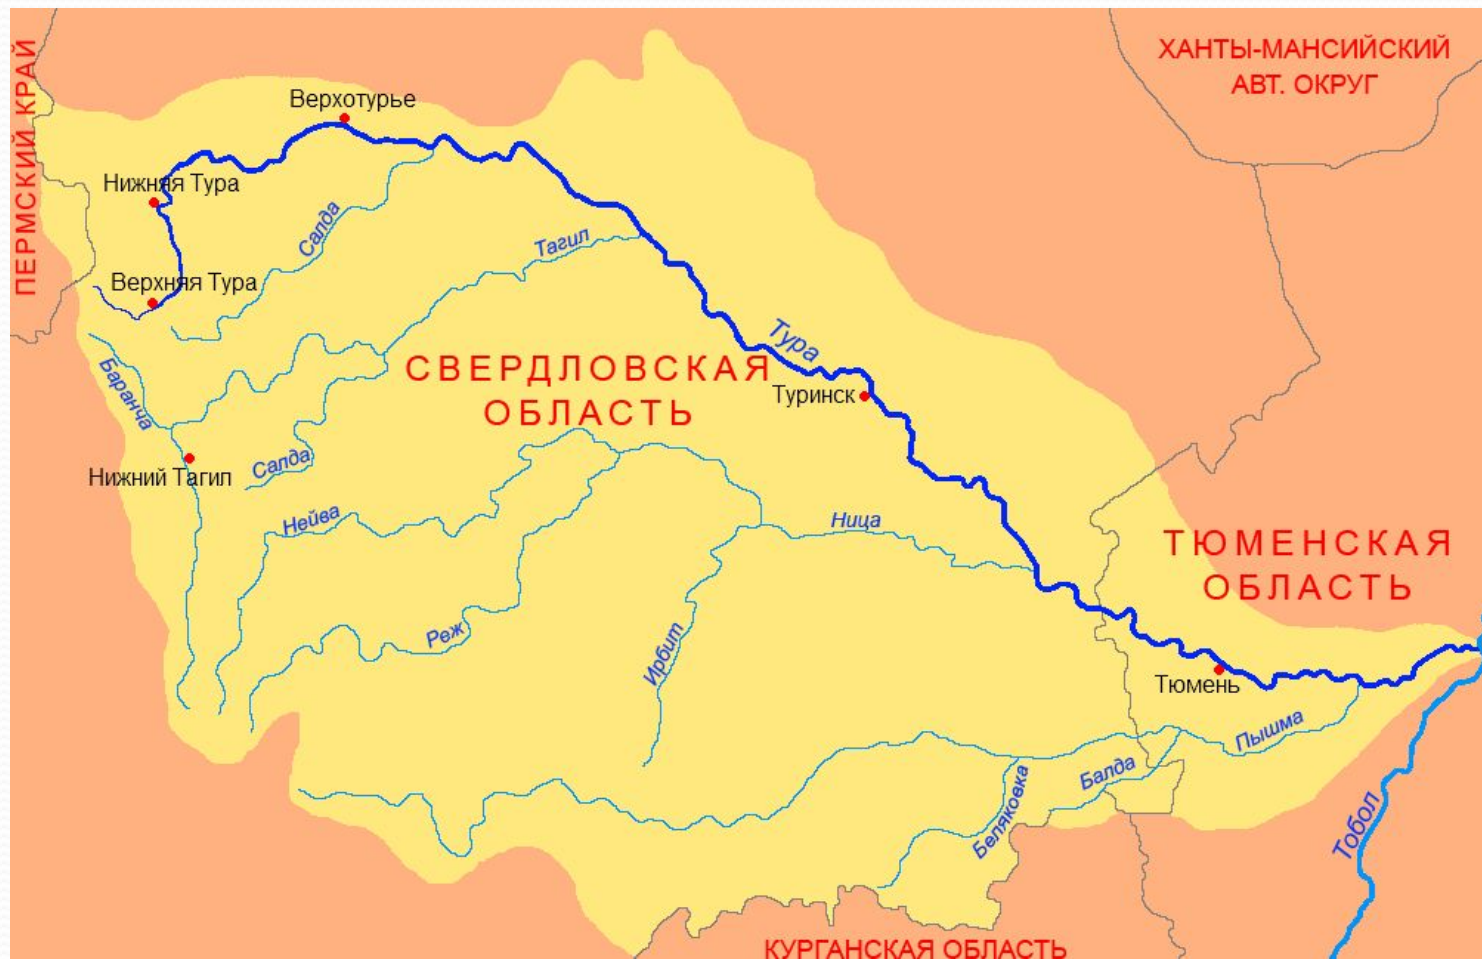 ПЕРМСКИЙ КРАЙ
ХАНТЫ-МАНСИЙСКИЙ
АВТ. ОКРУГ
Верхотурье
Нижняя Тура
Салда
Тагил
Верхняя Тура
Тура
Баранча
СВЕРДЛОВСКАЯ
ОБЛАСТЬ
Туринск
Салда
Нижний Тагил
Нейва
Ница
ТЮМЕНСКАЯ
ОБЛАСТЬ
Реж
Ирбит
Тюмень
Пышма
Балда
Беляковка
Тобол
КУРГАНСКАЯ ОБЛАСТЬ